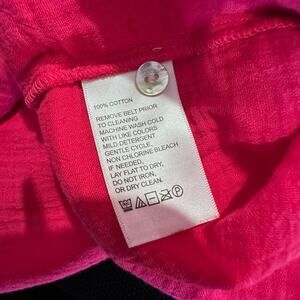 100% COTTON
REMOVE BELT PRIOR
TO CLEANING
MACHINE WASH COLD
WITH LIKE COLORS
MILD DETERGENT
GENTLE CYCLE,
NON CHLORINE BLEACH
IF NEEDED,
LAY FLAT TO DRY,
DO NOT IRON,
OR DRY CLEAN.